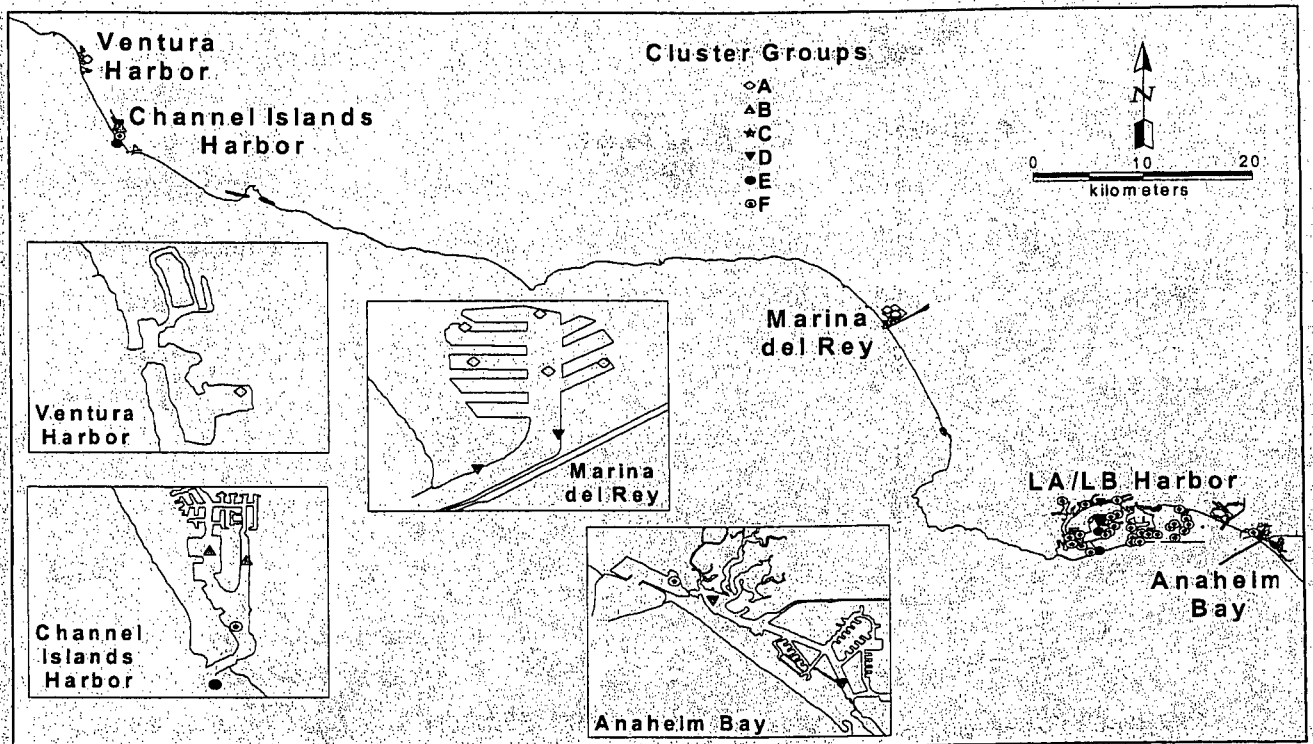 Ventura
Harbor
Channel Islands
Harbor
Cluster Groups
A
B
C
D
E
F
N
0 10 20
kilometers
Marina
del Rey
LA/LB Harbor
Anaheim
Bay
Ventura
Harbor
Marina
del Rey
Channel
Islands
Harbor
Anaheim Bay